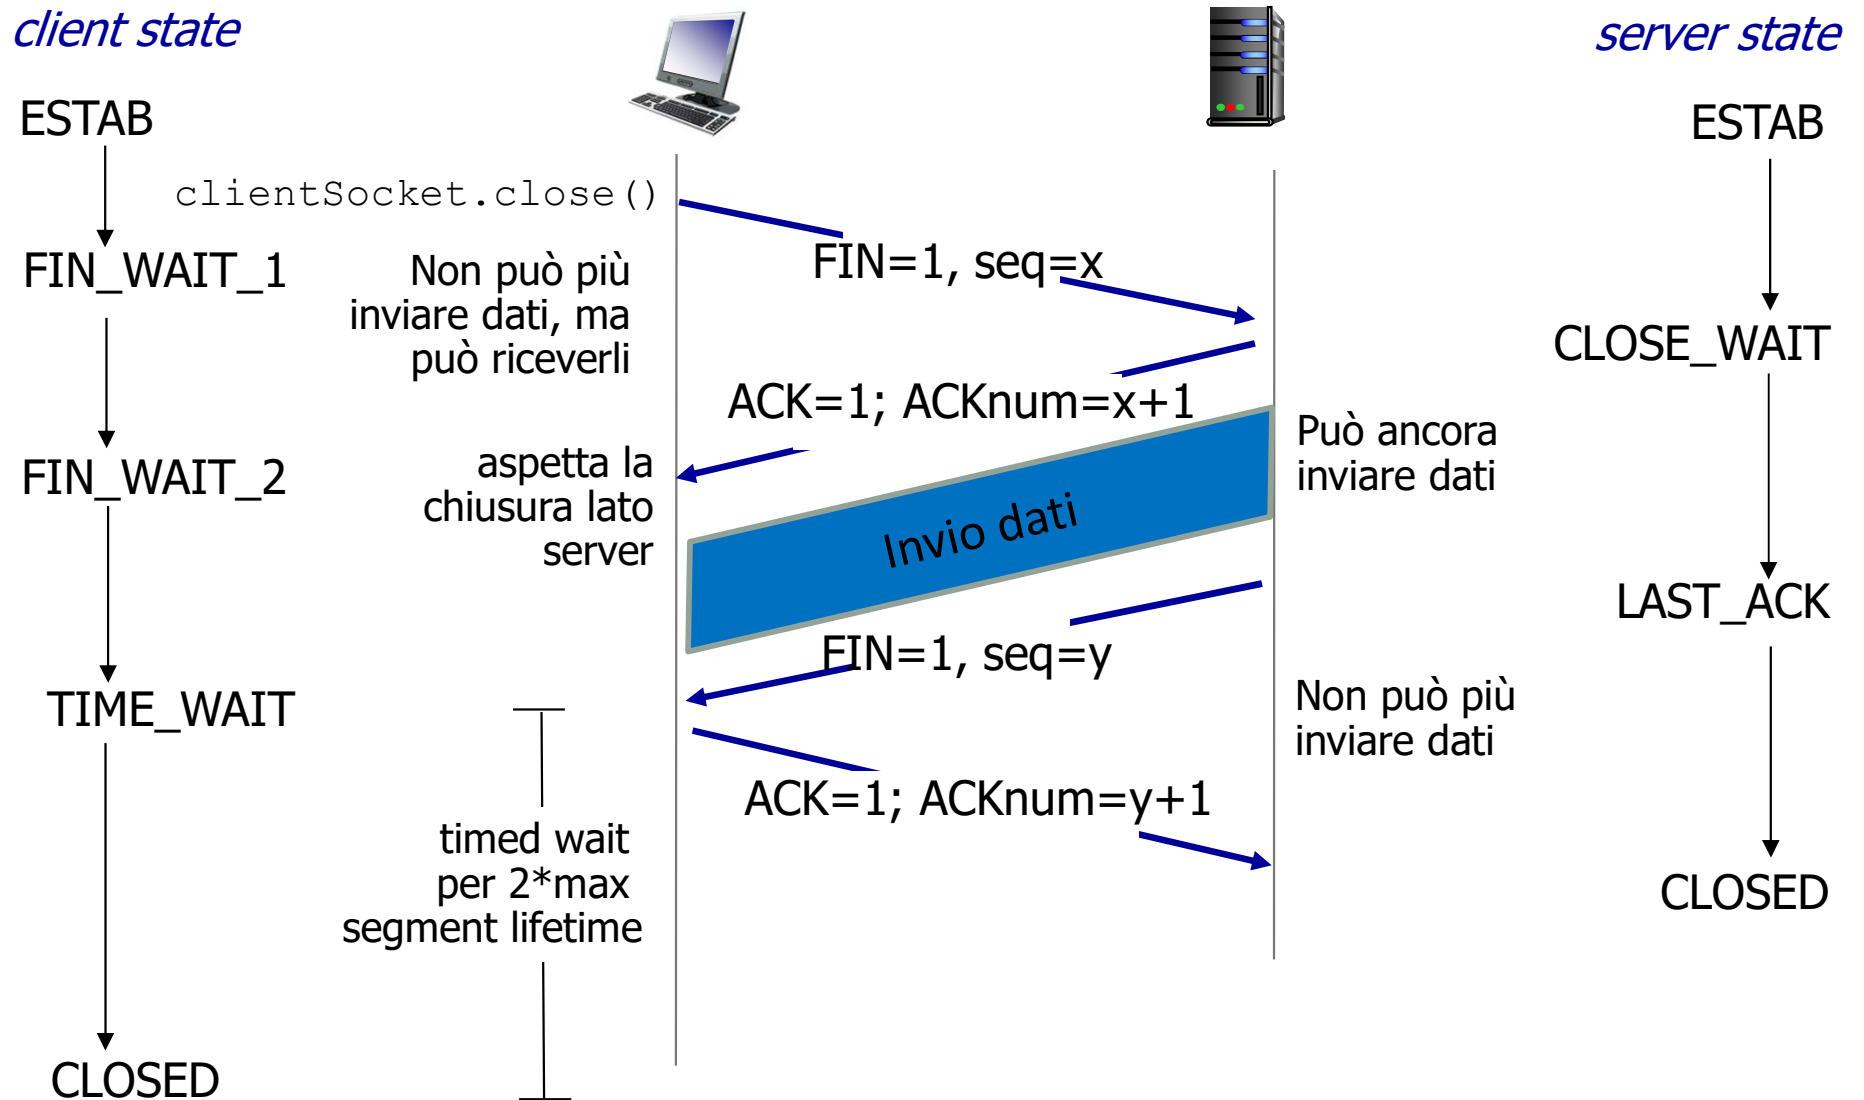 client state
server state
ESTAB
ESTAB
clientSocket.close()
FIN_WAIT_1
Non può più
inviare dati, ma
può riceverli
FIN=1, seq=x
CLOSE_WAIT
ACK=1; ACKnum=x+1
Può ancora
inviare dati
FIN_WAIT_2
aspetta la
chiusura lato
server
Invio dati
LAST_ACK
FIN=1, seq=y
TIME_WAIT
Non può più
inviare dati
ACK=1; ACKnum=y+1
timed wait
per 2*max
segment lifetime
CLOSED
CLOSED